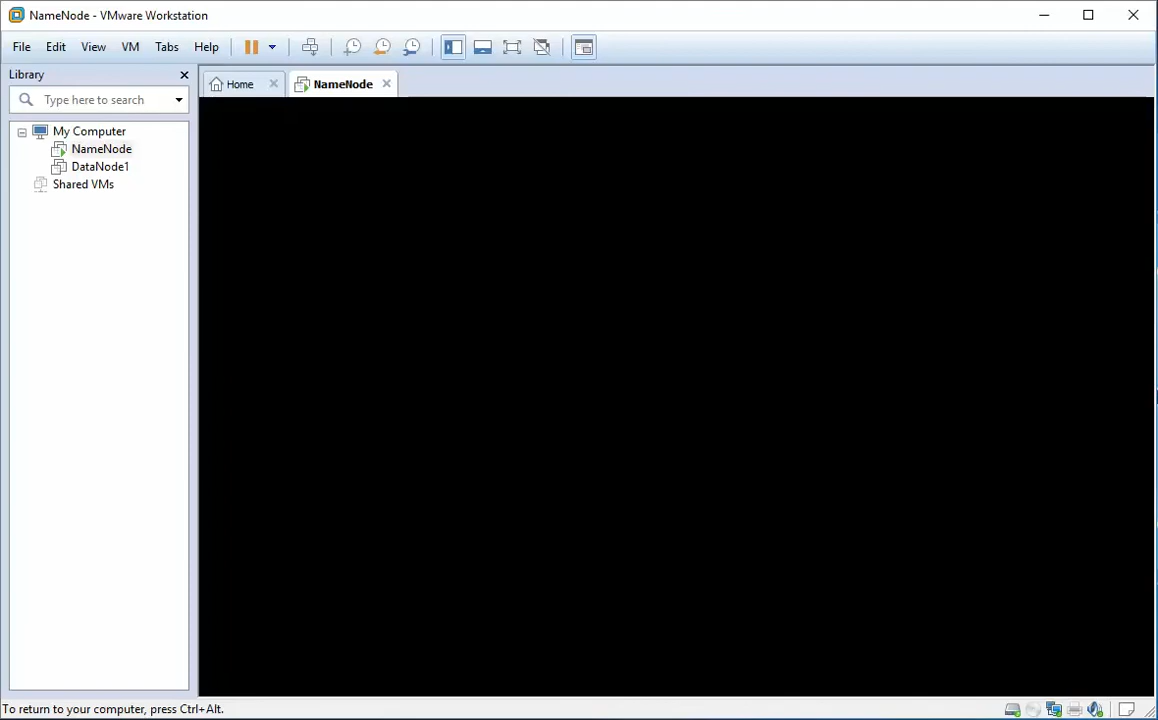 NameNode - VMware Workstation
File Edit View VM Tabs Help
Library
Home NameNode
Type here to search
My Computer
NameNode
DataNode1
Shared VMs
To return to your computer, press Ctrl+Alt.